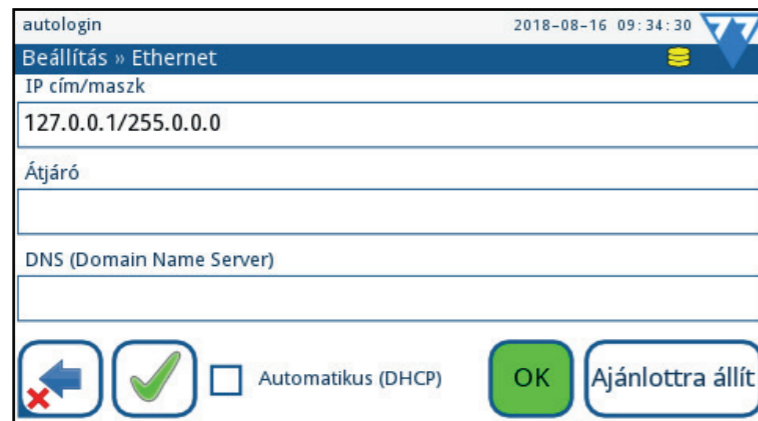 autologin
2018-08-16 09:34:30
77
Beállítás » Ethernet
IP cím/maszk
127.0.0.1/255.0.0.0
Átjáró
DNS (Domain Name Server)
Automatikus (DHCP)
OK
Ajánlottra állít